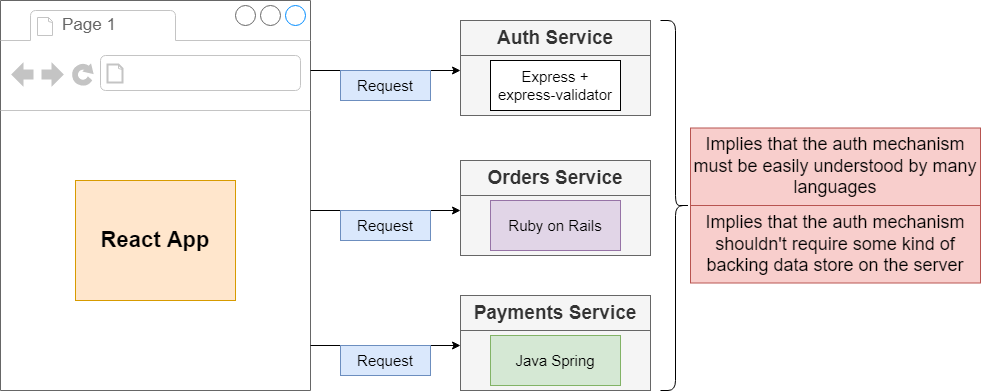 Page 1
React App
Request
Auth Service
Express +
express-validator
Request
Orders Service
Ruby on Rails
Request
Payments Service
Java Spring
Implies that the auth mechanism
must be easily understood by many
languages
Implies that the auth mechanism
shouldn't require some kind of
backing data store on the server